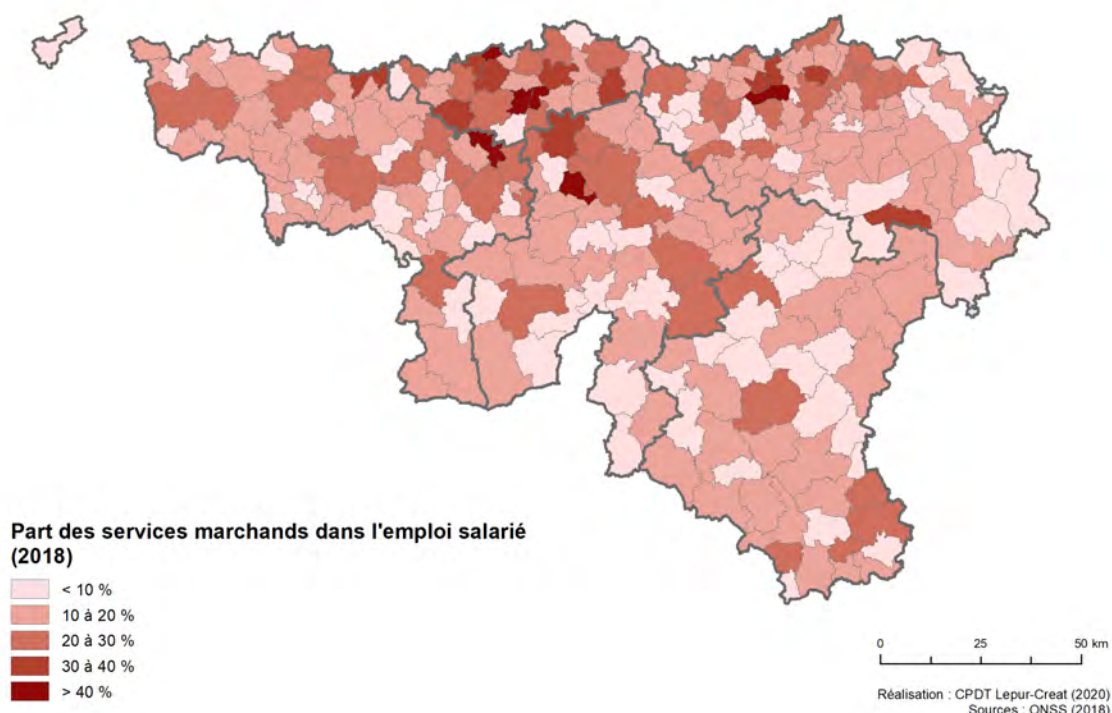 Part des services marchands dans l'emploi salarié
(2018)
< 10 %
10 à 20 %
20 à 30 %
30 à 40 %
> 40 %
0 25 50 km
Réalisation : CPDT Lepur-Creat (2020)
Sources : ONSS (2018)